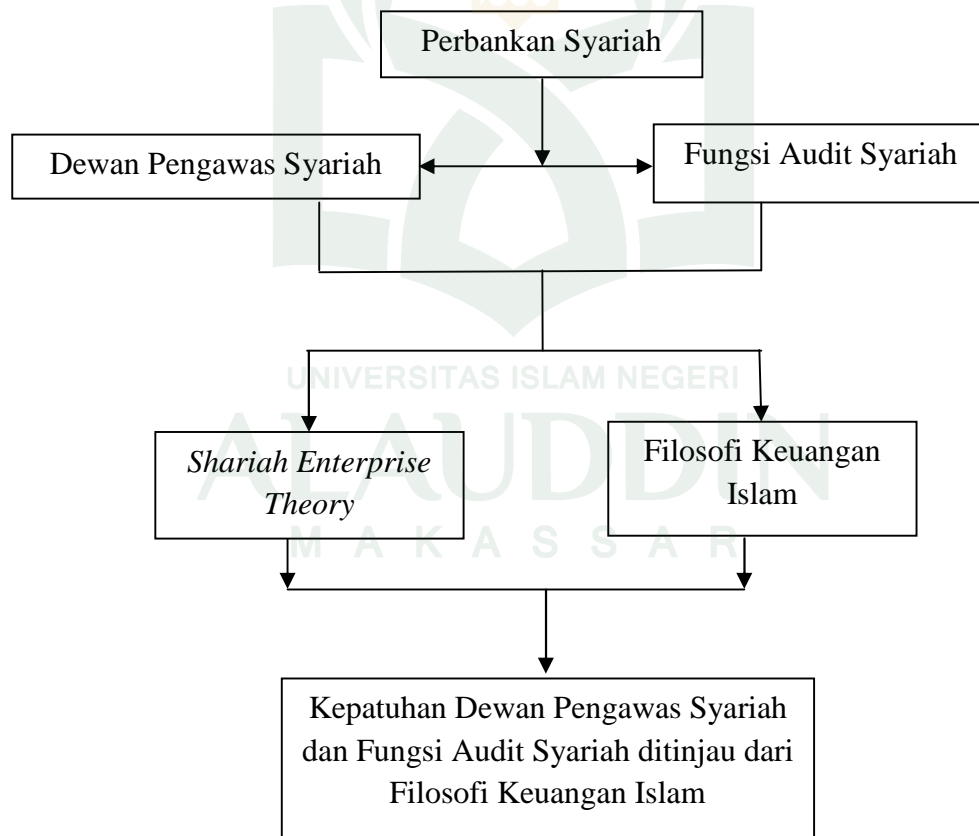 Perbankan Syariah
Dewan Pengawas Syariah
Fungsi Audit Syariah
UNIVERSITAS ISLAM NEGERI
ALAUDDIN
MAKASSAR
Shariah Enterprise
Theory
Filosofi Keuangan
Islam
Kepatuhan Dewan Pengawas Syariah
dan Fungsi Audit Syariah ditinjau dari
Filosofi Keuangan Islam